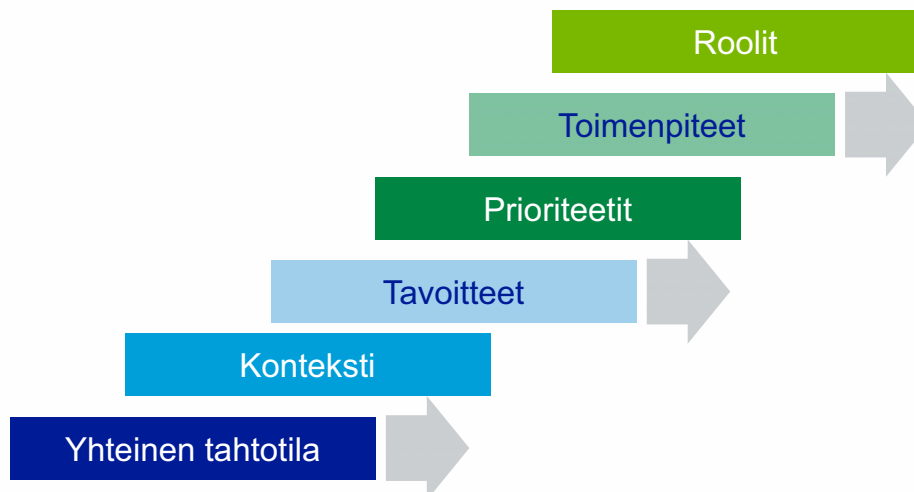 Roolit
Toimenpiteet
Prioriteetit
Tavoitteet
Konteksti
Yhteinen tahtotila